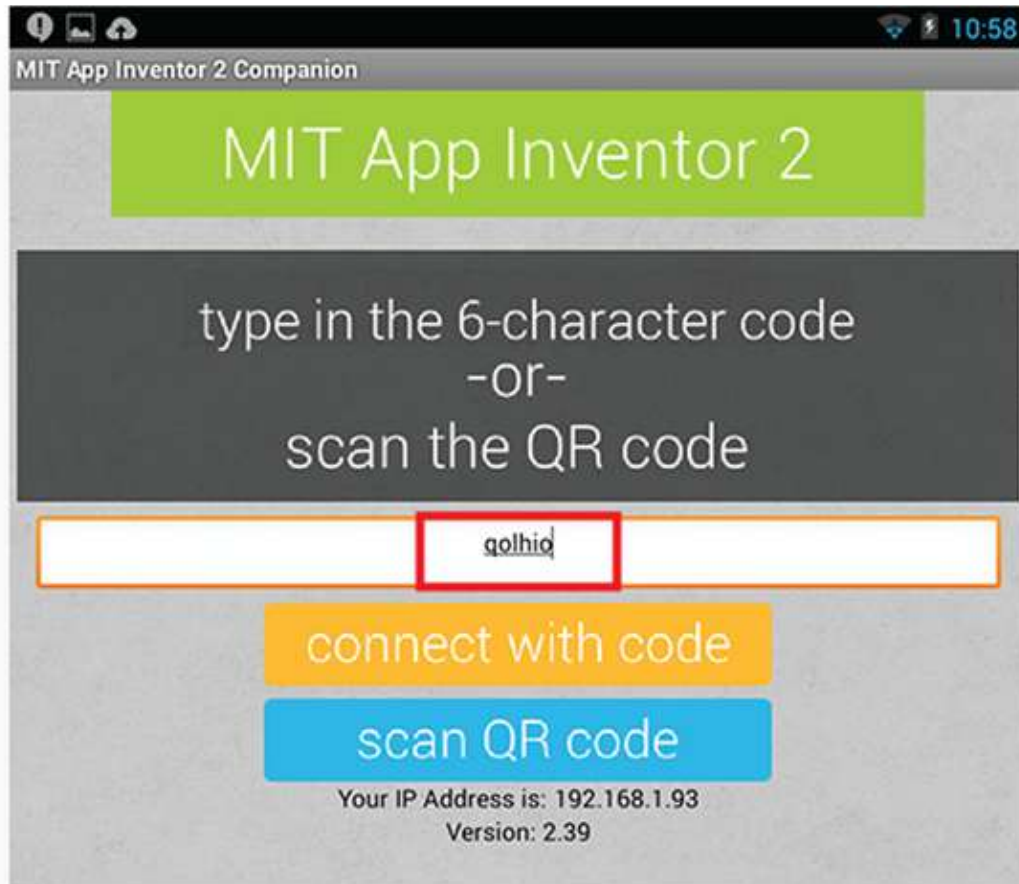 10:58
MIT App Inventor 2 Companion
MIT App Inventor 2
type in the 6-character code
-or-
scan the QR code
qolhio
connect with code
scan QR code
Your IP Address is: 192.168.1.93
Version: 2.39